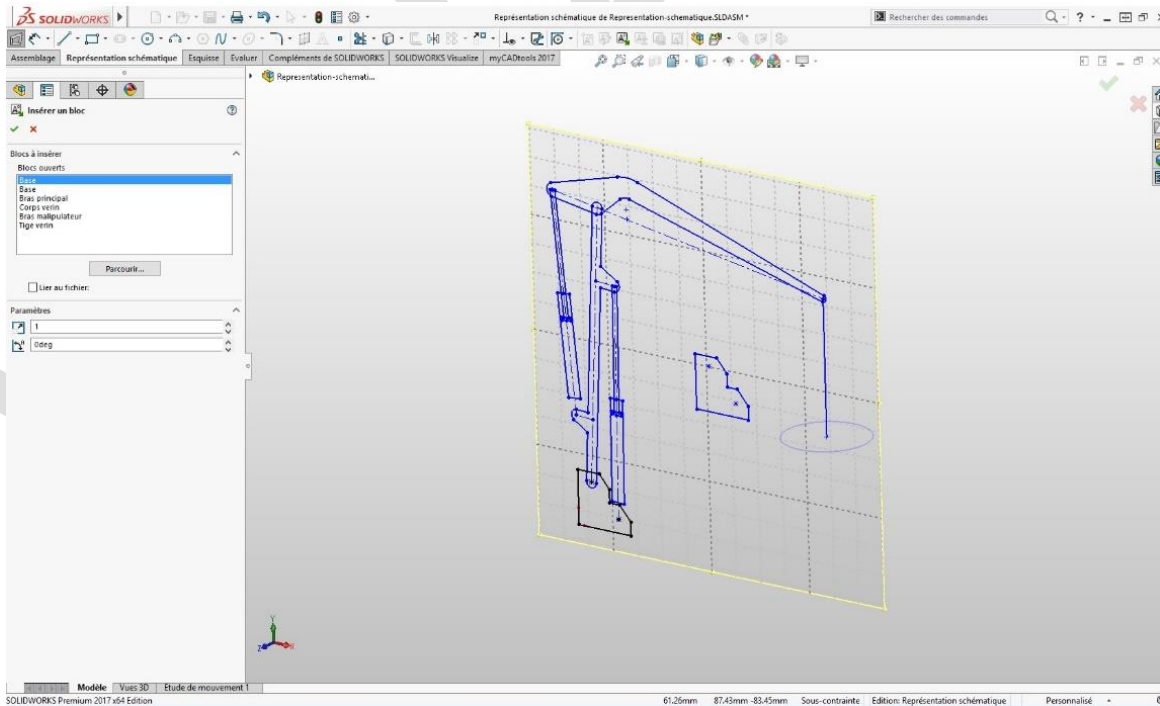 SOLIDWORKS
Représentation schématique de Representation-schematique.SLDASM *
Rechercher des commandes
Assemblage Représentation schématique Esquisse Evaluer Compléments de SOLIDWORKS SOLIDWORKS Visualize myCADtools 2017
Representation-schemati...
Insérer un bloc
Blocs à insérer
Blocs ouverts
Base
Base
Bras principal
Corps verin
Bras malipulateur
Tige verin
Parcourir...
Lier au fichier:
Paramètres
1
0deg
Y
Z X
Modèle Vues 3D Etude de mouvement 1
SOLIDWORKS Premium 2017 x64 Edition 61.26mm 87.43mm -83.45mm Sous-contrainte Edition: Représentation schématique Personnalisé